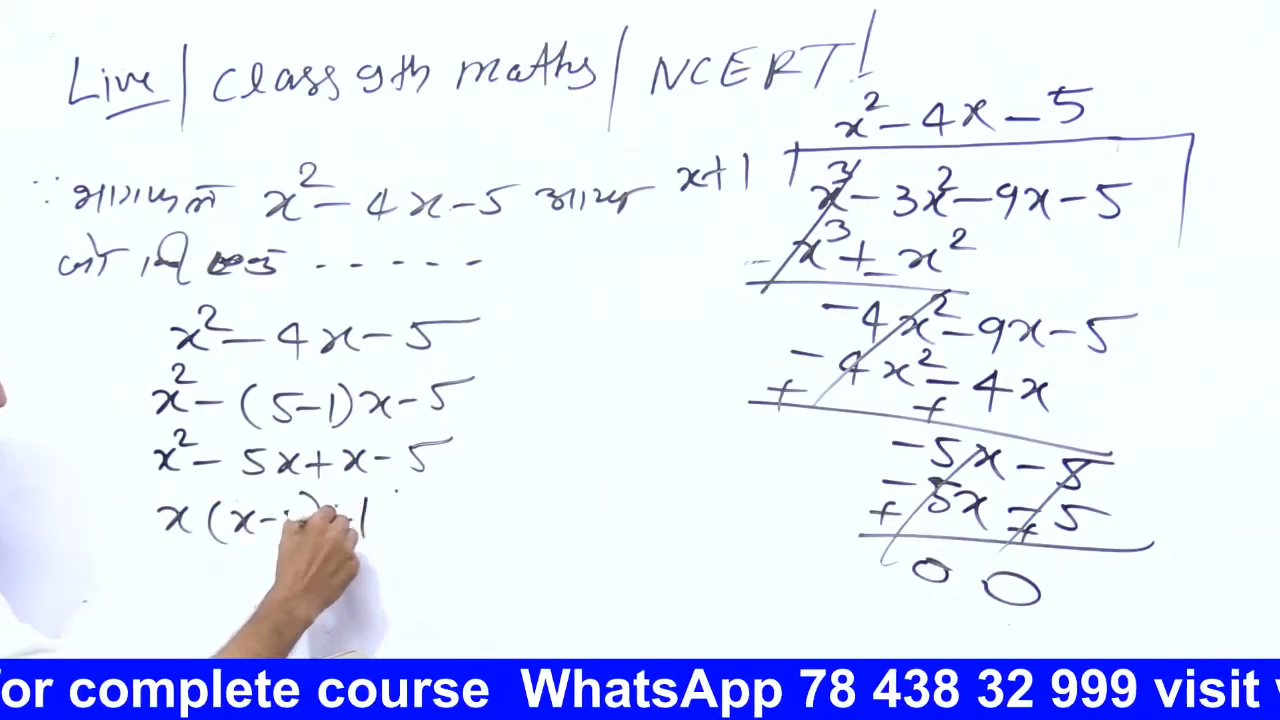 Live / class 9th maths / NCERT !
∵ भागफल x² - 4x - 5 आया
x² - 4x - 5
x² - (5-1)x - 5
x² - 5x + x - 5
x (x-
x² - 4x - 5
x+1 ) x³ - 3x² - 9x - 5
x³ + x²
-4x² - 9x - 5
-4x² - 4x
+ +
-5x - 5
-5x - 5
+ +
0 0
for complete course WhatsApp 78 438 32 999 visit